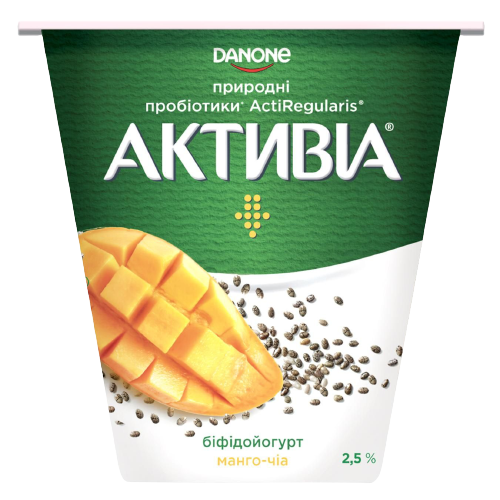 DANONE
природні
пробіотики* ActiRegularis®
АКТИВІА®
біфідойогурт
манго-чіа
2,5 %